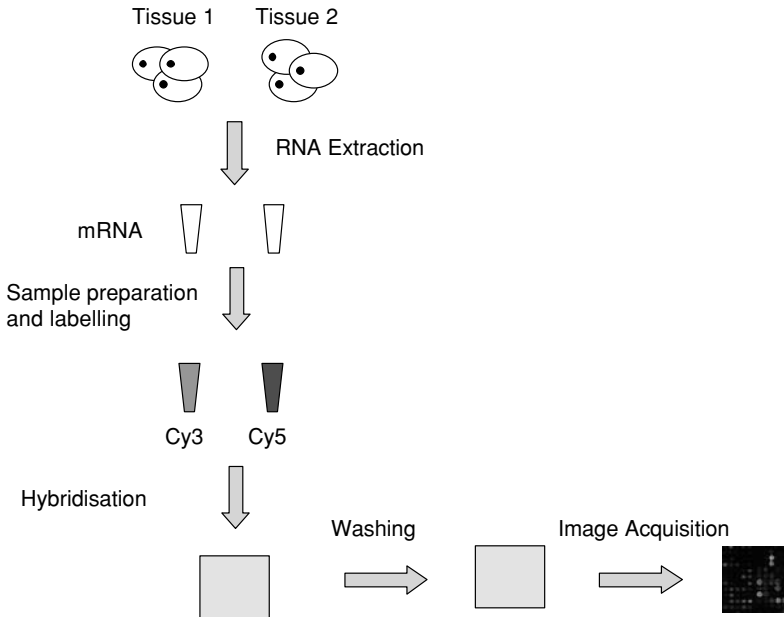 Tissue 1
Tissue 2
RNA Extraction
mRNA
Sample preparation
and labelling
Cy3
Cy5
Hybridisation
Washing
Image Acquisition